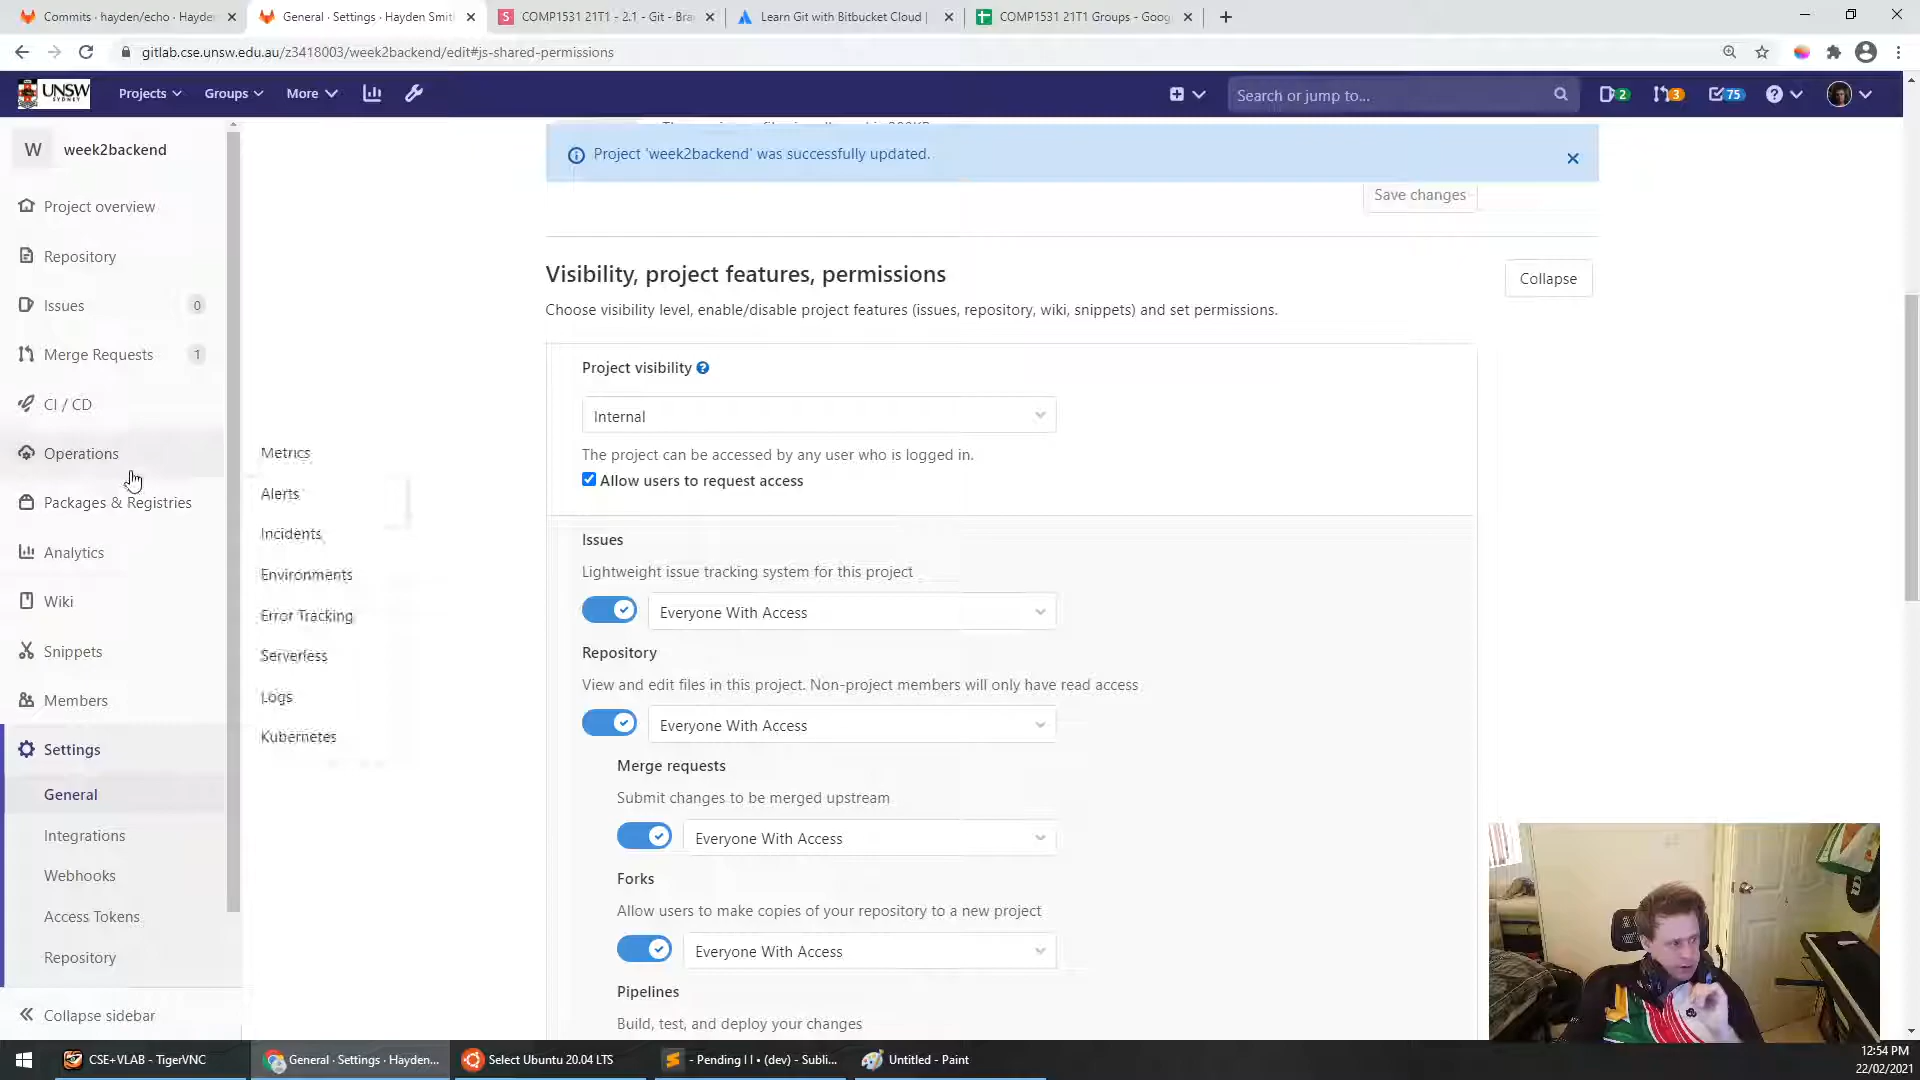 Commits · hayden/echo · Hayde
General · Settings · Hayden Smit
COMP1531 21T1 - 2.1 - Git - Bra
Learn Git with Bitbucket Cloud |
COMP1531 21T1 Groups - Goog
gitlab.cse.unsw.edu.au/z3418003/week2backend/edit#js-shared-permissions
UNSW
SYDNEY
Projects
Groups
More
Search or jump to...
2
3
75
W week2backend
Project overview
Repository
Issues 0
Merge Requests 1
CI / CD
Operations
Packages & Registries
Analytics
Wiki
Snippets
Members
Settings
General
Integrations
Webhooks
Access Tokens
Repository
Collapse sidebar
Metrics
Alerts
Incidents
Environments
Error Tracking
Serverless
Logs
Kubernetes
Project 'week2backend' was successfully updated.
Save changes
Visibility, project features, permissions
Collapse
Choose visibility level, enable/disable project features (issues, repository, wiki, snippets) and set permissions.
Project visibility
Internal
The project can be accessed by any user who is logged in.
Allow users to request access
Issues
Lightweight issue tracking system for this project
Everyone With Access
Repository
View and edit files in this project. Non-project members will only have read access
Everyone With Access
Merge requests
Submit changes to be merged upstream
Everyone With Access
Forks
Allow users to make copies of your repository to a new project
Everyone With Access
Pipelines
Build, test, and deploy your changes
CSE+VLAB - TigerVNC
General · Settings · Hayden...
Select Ubuntu 20.04 LTS
- Pending I I • (dev) - Subli...
Untitled - Paint
12:54 PM
22/02/2021